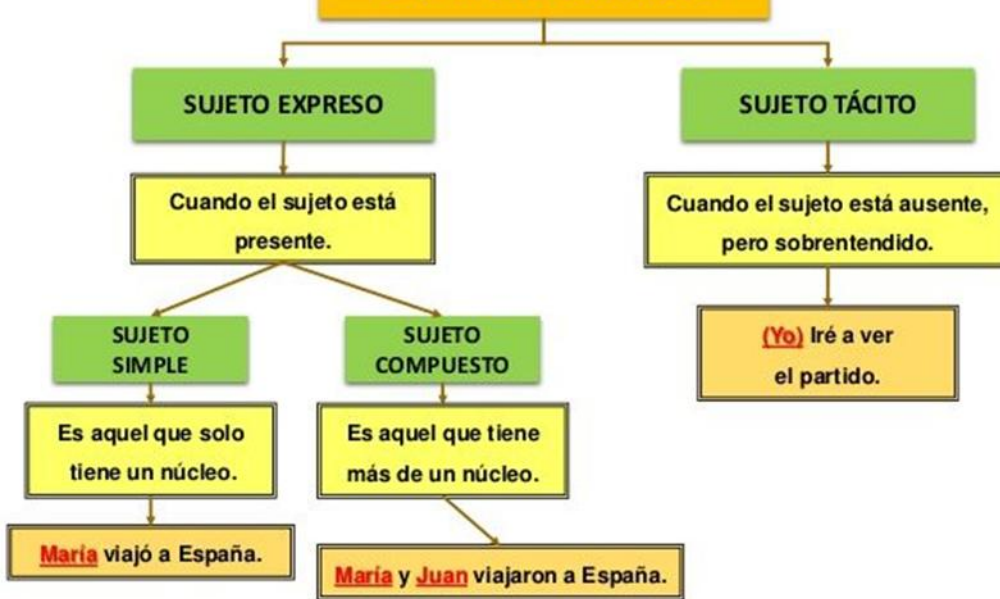 SUJETO EXPRESO
SUJETO TÁCITO
Cuando el sujeto está
presente.
Cuando el sujeto está ausente,
pero sobrentendido.
SUJETO
SIMPLE
SUJETO
COMPUESTO
(Yo) Iré a ver
el partido.
Es aquel que solo
tiene un núcleo.
Es aquel que tiene
más de un núcleo.
María viajó a España.
María y Juan viajaron a España.